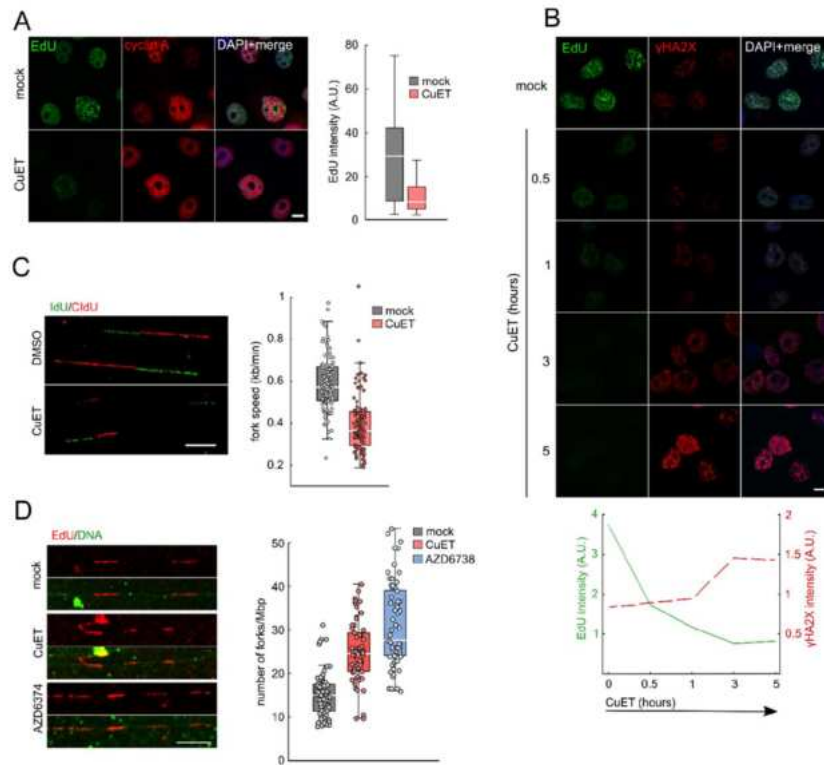 A
EdU
cyclin A
DAPI+merge
mock
CuET
80
60
40
20
0
EdU intensity (A.U.)
mock
CuET
B
EdU
γHA2X
DAPI+merge
mock
0.5
1
3
5
CuET (hours)
4
3
2
1
EdU intensity (A.U.)
2
1.5
1
0.5
γHA2X intensity (A.U.)
0
0.5
1
3
5
CuET (hours)
C
IdU/CldU
DMSO
CuET
1
0.8
0.6
0.4
0.2
fork speed (kb/min)
mock
CuET
D
EdU/DNA
mock
CuET
AZD6374
50
40
30
20
10
0
number of forks/Mbp
mock
CuET
AZD6738